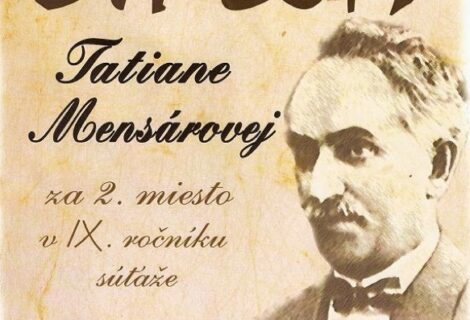 Tatiane
Mensárovej
za 2. miesto
v IX. ročníku
súťaže